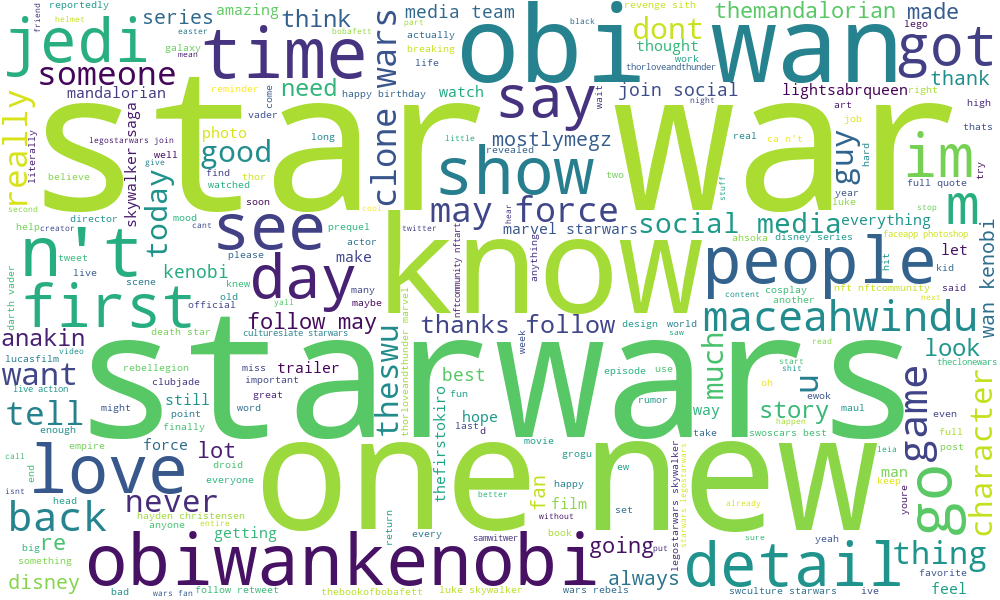 reportedly
friend
helmet
easter
bobafett
amazing
media team
part
black
revenge sith
lego
series
think
themandalorian
made
jedi
time
obi wan
got
dont
galaxy
mean
actually
breaking
life
thought
work
thorloveandthunder
someone
mandalorian
reminder
come
need
happy birthday
watch
say
wait
join social
night
lightsabrqueen
right
thank
high
thats
really
literally
star war
legostarwars join
skywalker saga
vader
clone wars
photo
long
little
mostlymegz
revealed
real
ca n't
art
job
guy
hard
im
try
well
give
good
find
watched
thor
believe
today
soon
show
two
stuff
year
luke
full quote
second
director
mood
cant
see
cool
may force
hear
social media
everything
stop
m
help
creator
tweet
live
scene
n't
please
prequel
actor
twitter
marvel starwars
anything
nftcommunity nftart
know
ahsoka
disney series
hit
faceapp photoshop
let
kid
people
wan kenobi
kenobi
knew
old
official
day
make
many
maybe
yall
content
cosplay
another
nft nftcommunity
said
next
darth vader
first
death star
follow may
cultureslate starwars
thorloveandthunder marvel
thanks follow
week
design
world
saw
maceahwindu
read
theclonewars
anakin
lucasfilm
video
rebellegion
clubjade
miss
important
trailer
great
theswu
best
fun
episode
use
rumor
much
start
shit
oh
u
ewok
look
want
live action
might
still
point
finally
word
starwars
hope
last
d
way
take
story
happen
maul
swoscars best
game
even
full
post
character
tell
enough
empire
force
droid
everyone
lot
thefirstokiro
movie
grogu
ew
happy
set
legostarwars skywalker
starwars legostarwars
already
leia
man
keep
youre
go
call
end
isnt
love
head
never
one new
better
fan
film
without
book
back
hayden christensen
anyone
entire
getting
return
every
samwitwer
going
put
sure
yeah
detail
thing
favorite
re
big
something
disney
bad
wars fan
follow retweet
obiwankenobi
thebookofbobafett
luke skywalker
wars rebels
always
swculture starwars
ive
feel